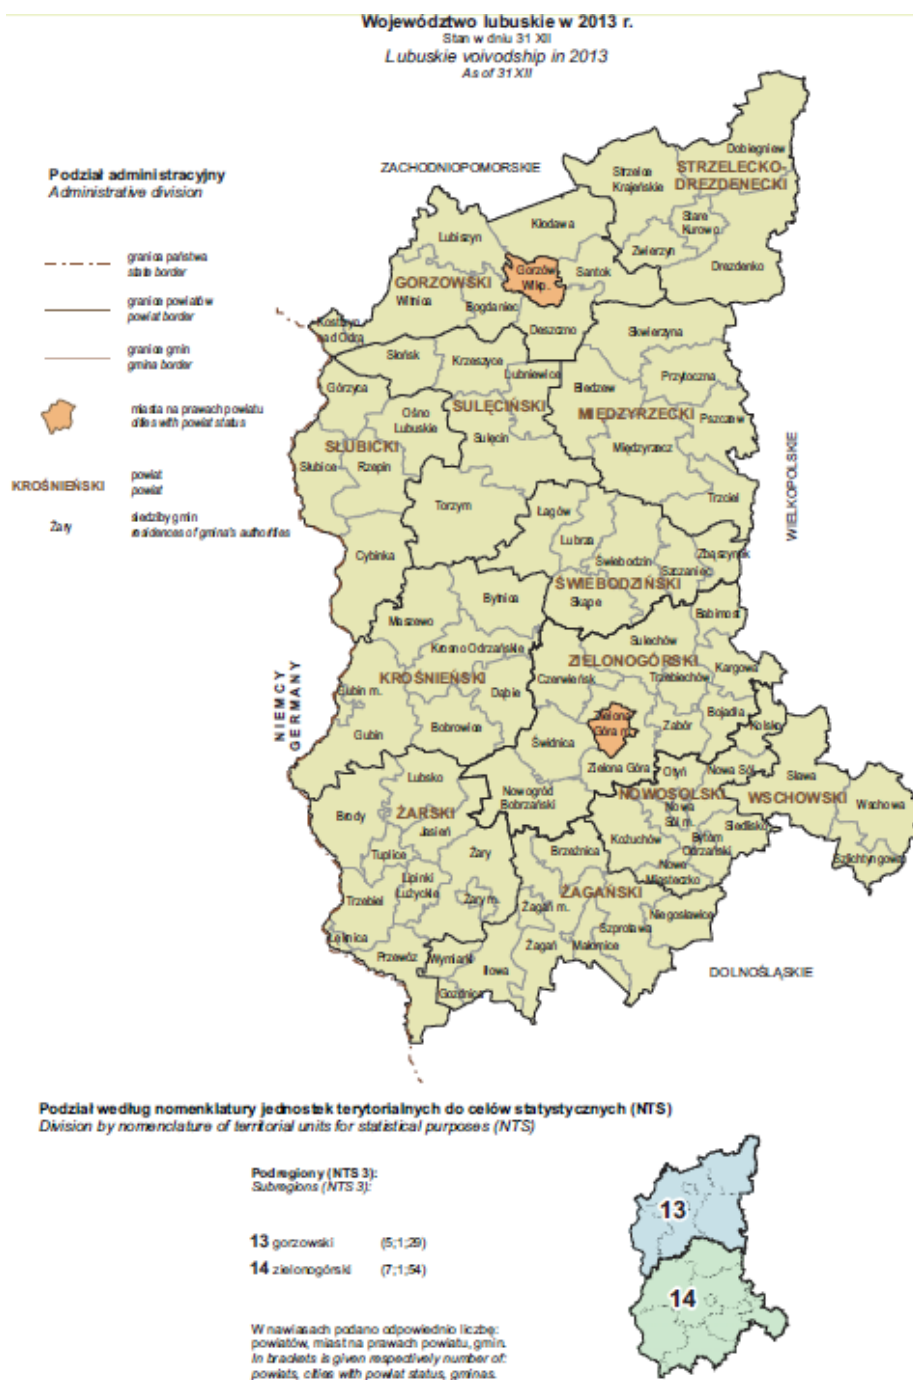 Województwo lubuskie w 2013 r.
Stan w dniu 31 XII
Lubuskie voivodship in 2013
As of 31 XII
Podział administracyjny
Administrative division
granica państwa
state border
granice powiatów
powiat border
granice gmin
gmina border
miasta na prawach powiatu
cities with powiat status
KROŚNIEŃSKI
powiat
powiat
Żary
siedziby gmin
residences of gmina's authorities
ZACHODNIOPOMORSKIE
WIELKOPOLSKIE
DOLNOŚLĄSKIE
NIEMCY
GERMANY
Dobiegniew
Strzelce
Krajeńskie
STRZELECKO-
DREZDENECKI
Stare
Kurowo
Zwierzyn
Drezdenko
Kłodawa
Lubiszyn
Gorzów
Wlkp.
Santok
GORZOWSKI
Witnica
Bogdaniec
Deszczno
Kostrzyn
nad Odrą
Skwierzyna
Słońsk
Krzeszyce
Lubniewice
Bledzew
Przytoczna
Górzyca
Ośno
Lubuskie
SULĘCIŃSKI
MIĘDZYRZECKI
Pszczew
SŁUBICKI
Sulęcin
Międzyrzecz
Słubice
Rzepin
Trzciel
Torzym
Łagów
Lubrza
Cybinka
Świebodzin
Zbąszynek
Szczaniec
ŚWIEBODZIŃSKI
Skąpe
Bytnica
Babimost
Maszewo
Sulechów
Krosno Odrzańskie
ZIELONOGÓRSKI
Kargowa
KROŚNIEŃSKI
Czerwieńsk
Trzebiechów
Gubin m.
Dąbie
Bojadła
Zielona
Góra m.
Zabór
Kolsko
Gubin
Bobrowice
Świdnica
Zielona Góra
Otyń
Nowa Sól
Sława
Lubsko
Nowogród
Bobrzański
NOWOSOLSKI
WSCHOWSKI
Wschowa
Brody
ŻARSKI
Nowa
Sól m.
Siedlisko
Jasień
Kożuchów
Bytom
Odrzański
Szlichtyngowa
Tuplice
Żary
Brzeźnica
Nowe
Miasteczko
Lipinki
Łużyckie
ŻAGAŃSKI
Trzebiel
Żary m.
Żagań m.
Niegosławice
Szprotawa
Łęknica
Przewóz
Wymiarki
Żagań
Małomice
Iłowa
Gozdnica
Podział według nomenklatury jednostek terytorialnych do celów statystycznych (NTS)
Division by nomenclature of territorial units for statistical purposes (NTS)
Podregiony (NTS 3):
Subregions (NTS 3):
13 gorzowski (5;1;29)
14 zielonogórski (7;1;54)
13
14
W nawiasach podano odpowiednio liczbę:
powiatów, miast na prawach powiatu, gmin.
In brackets is given respectively number of:
powiats, cities with powiat status, gminas.